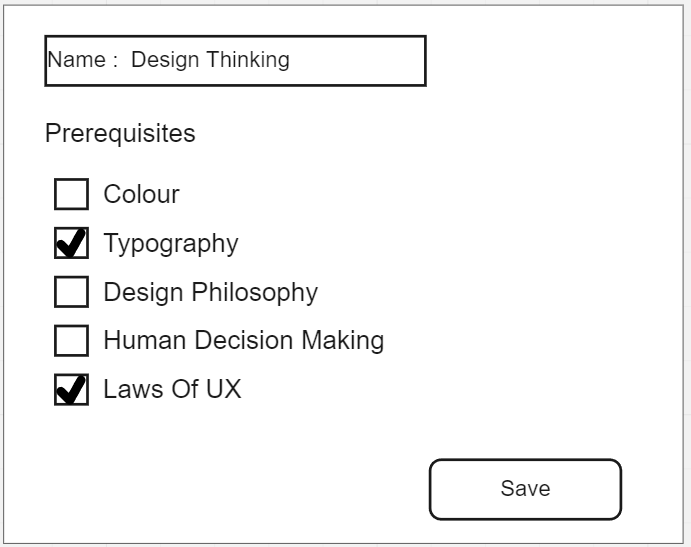 Name : Design Thinking
Prerequisites
Colour
Typography
Design Philosophy
Human Decision Making
Laws Of UX
Save